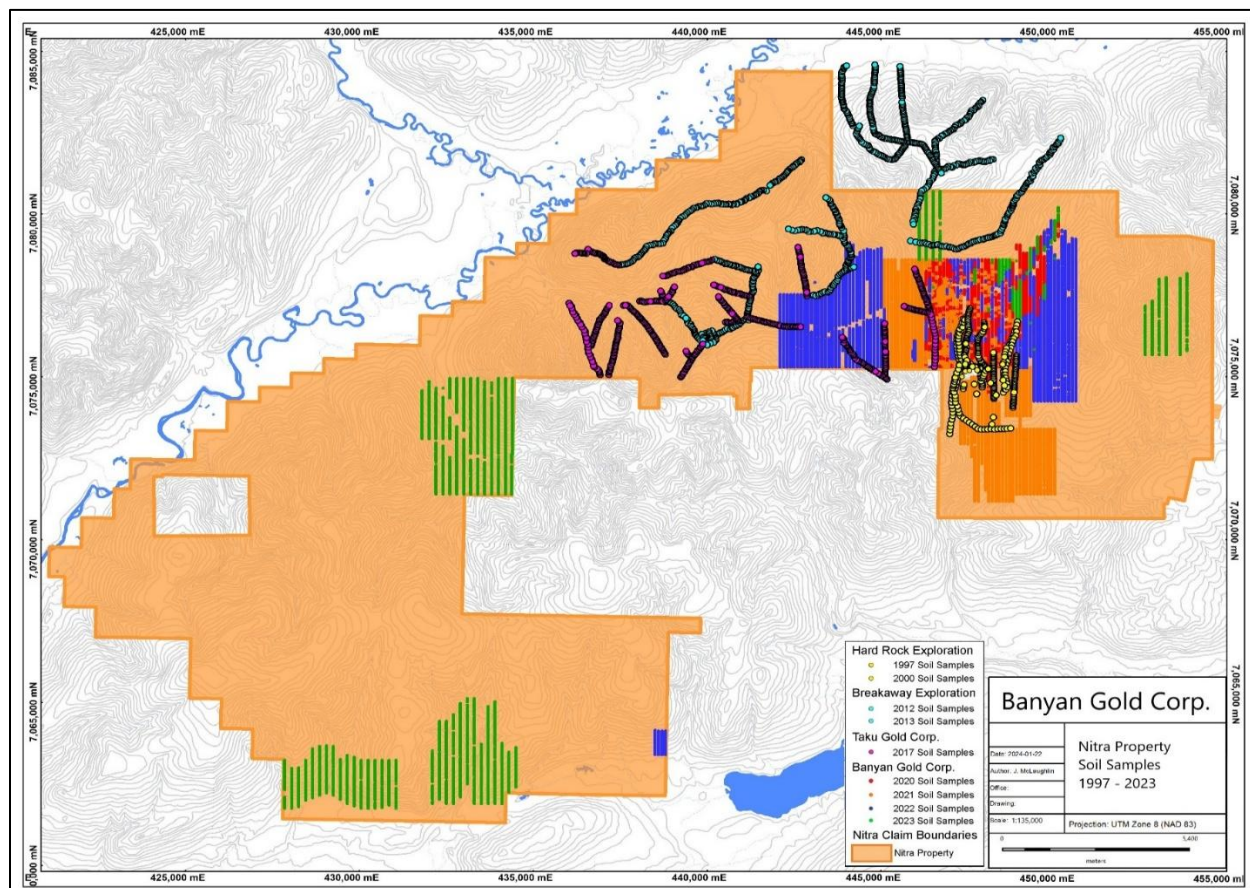 425,000 mE 430,000 mE 435,000 mE 440,000 mE 445,000 mE 450,000 mE 455,000 mE
7,085,000 mN
7,080,000 mN 7,080,000 mN
7,075,000 mN 7,075,000 mN
7,070,000 mN 7,070,000 mN
7,065,000 mN 7,065,000 mN
Hard Rock Exploration
1997 Soil Samples
2000 Soil Samples
Breakaway Exploration
2012 Soil Samples
2013 Soil Samples
Taku Gold Corp.
2017 Soil Samples
Banyan Gold Corp.
2020 Soil Samples
2021 Soil Samples
2022 Soil Samples
2023 Soil Samples
Nitra Claim Boundaries
Nitra Property
Banyan Gold Corp.
Date: 2024-01-22
Author: J. McLaughlin
Office:
Drawing:
Scale: 1:135,000
Nitra Property
Soil Samples
1997 - 2023
Projection: UTM Zone 8 (NAD 83)
0 5,400
meters
425,000 mE 430,000 mE 435,000 mE 440,000 mE 445,000 mE 450,000 mE 455,000 mE